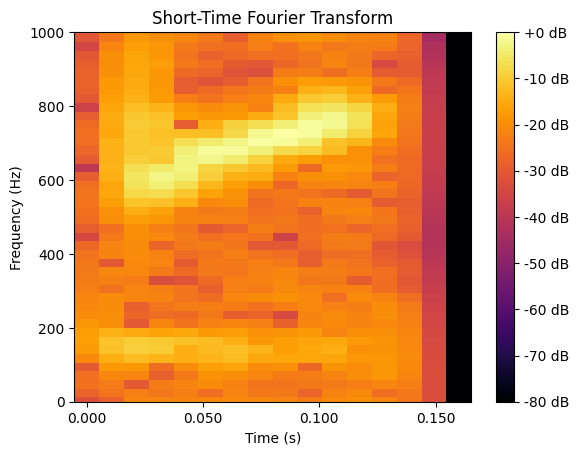 Short-Time Fourier Transform
1000
800
600
400
200
0
Frequency (Hz)
0.000
0.050
0.100
0.150
Time (s)
+0 dB
-10 dB
-20 dB
-30 dB
-40 dB
-50 dB
-60 dB
-70 dB
-80 dB